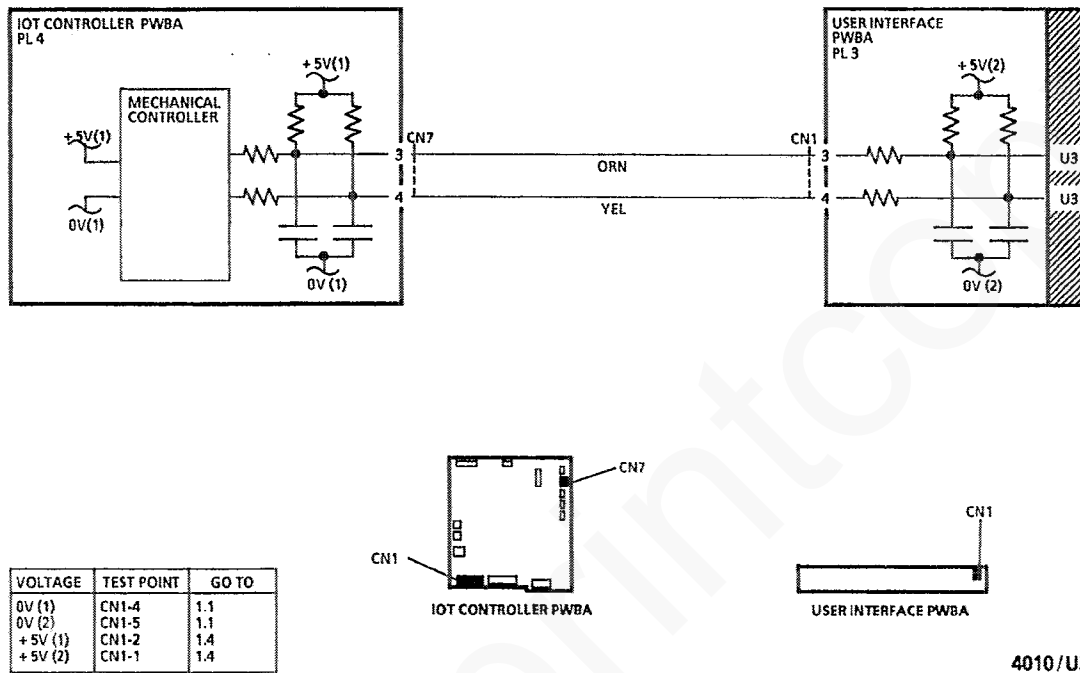 IOT CONTROLLER PWBA
PL 4
+5V(1)
MECHANICAL
CONTROLLER
+5V(1)
0V(1)
0V (1)
CN7
3
4
ORN
YEL
CN1
3
4
USER INTERFACE
PWBA
PL 3
+5V(2)
U3
U3
0V (2)
CN7
CN1
IOT CONTROLLER PWBA
CN1
USER INTERFACE PWBA
VOLTAGE TEST POINT GO TO
0V (1) CN1-4 1.1
0V (2) CN1-5 1.1
+5V (1) CN1-2 1.4
+5V (2) CN1-1 1.4